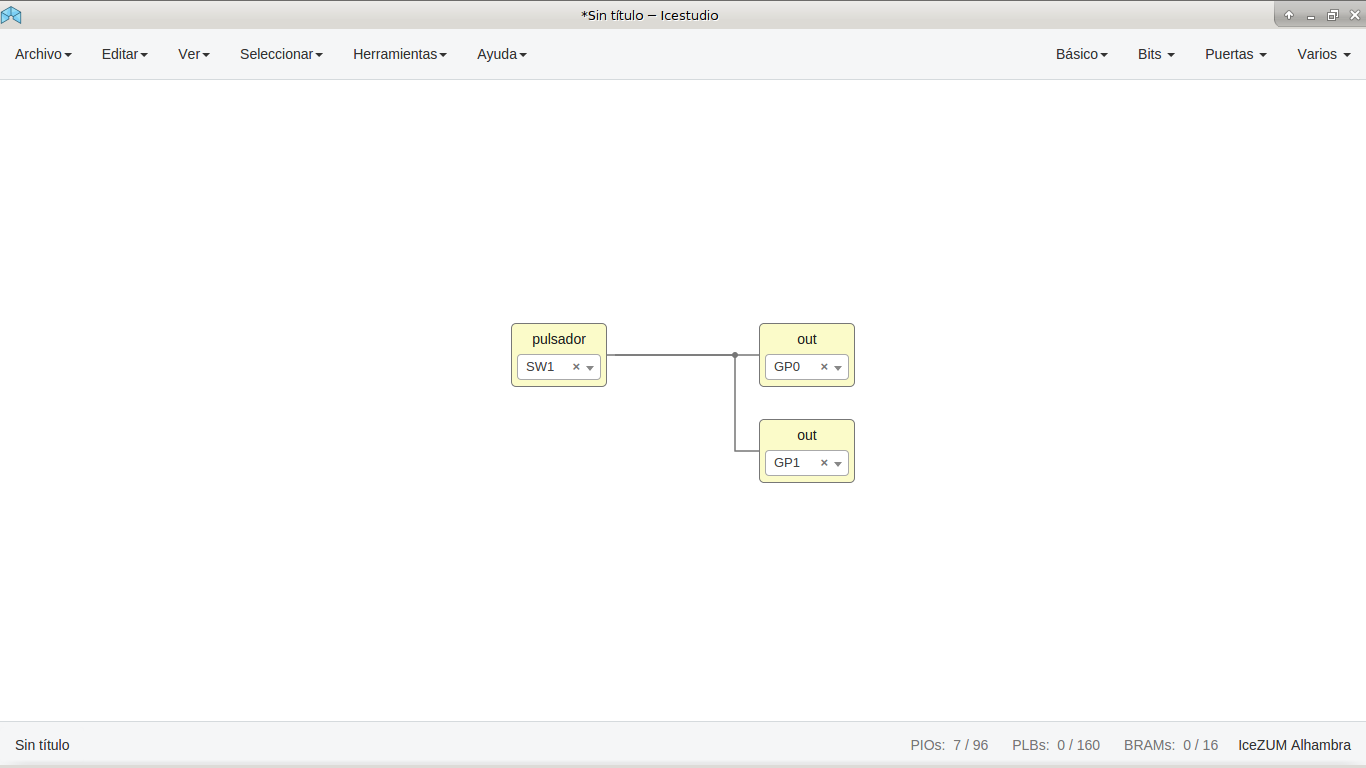 *Sin título – Icestudio
Archivo Editar Ver Seleccionar Herramientas Ayuda Básico Bits Puertas Varios
pulsador out
SW1 × GP0 ×
out
GP1 ×
Sin título PIOs: 7 / 96 PLBs: 0 / 160 BRAMs: 0 / 16 IceZUM Alhambra